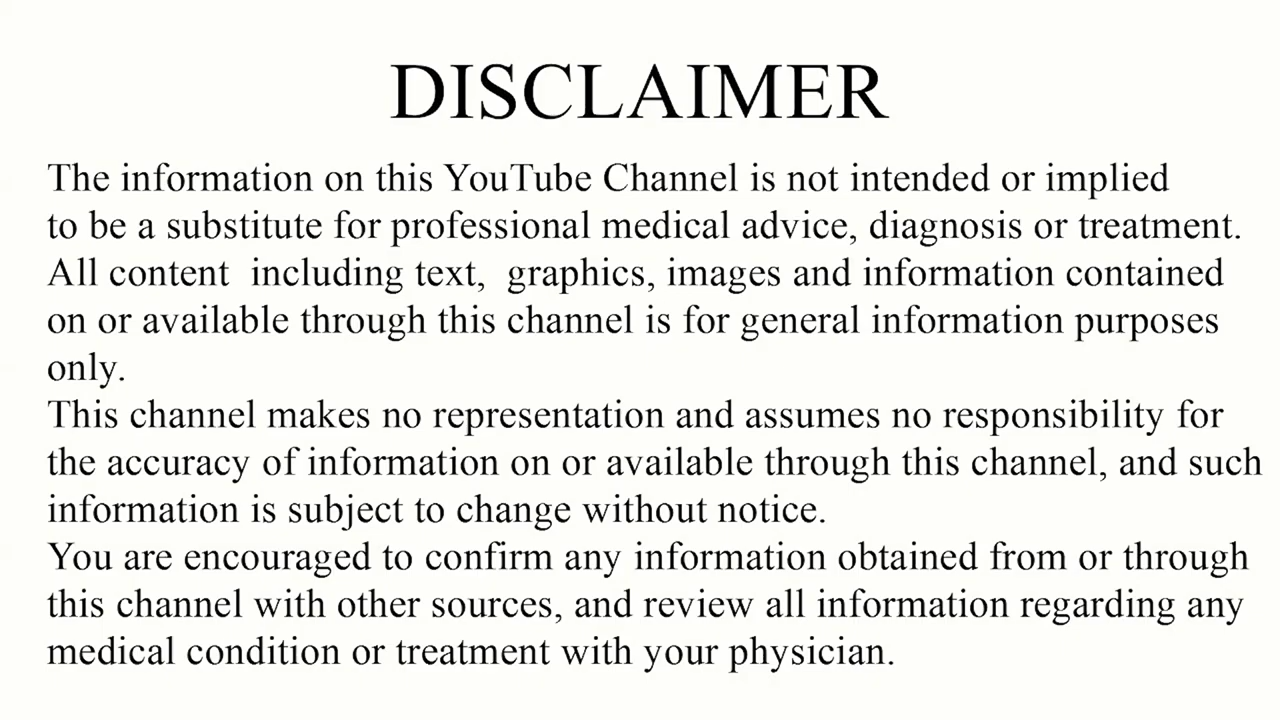 DISCLAIMER
The information on this YouTube Channel is not intended or implied
to be a substitute for professional medical advice, diagnosis or treatment.
All content  including text,  graphics, images and information contained
on or available through this channel is for general information purposes
only.
This channel makes no representation and assumes no responsibility for
the accuracy of information on or available through this channel, and such
information is subject to change without notice.
You are encouraged to confirm any information obtained from or through
this channel with other sources, and review all information regarding any
medical condition or treatment with your physician.